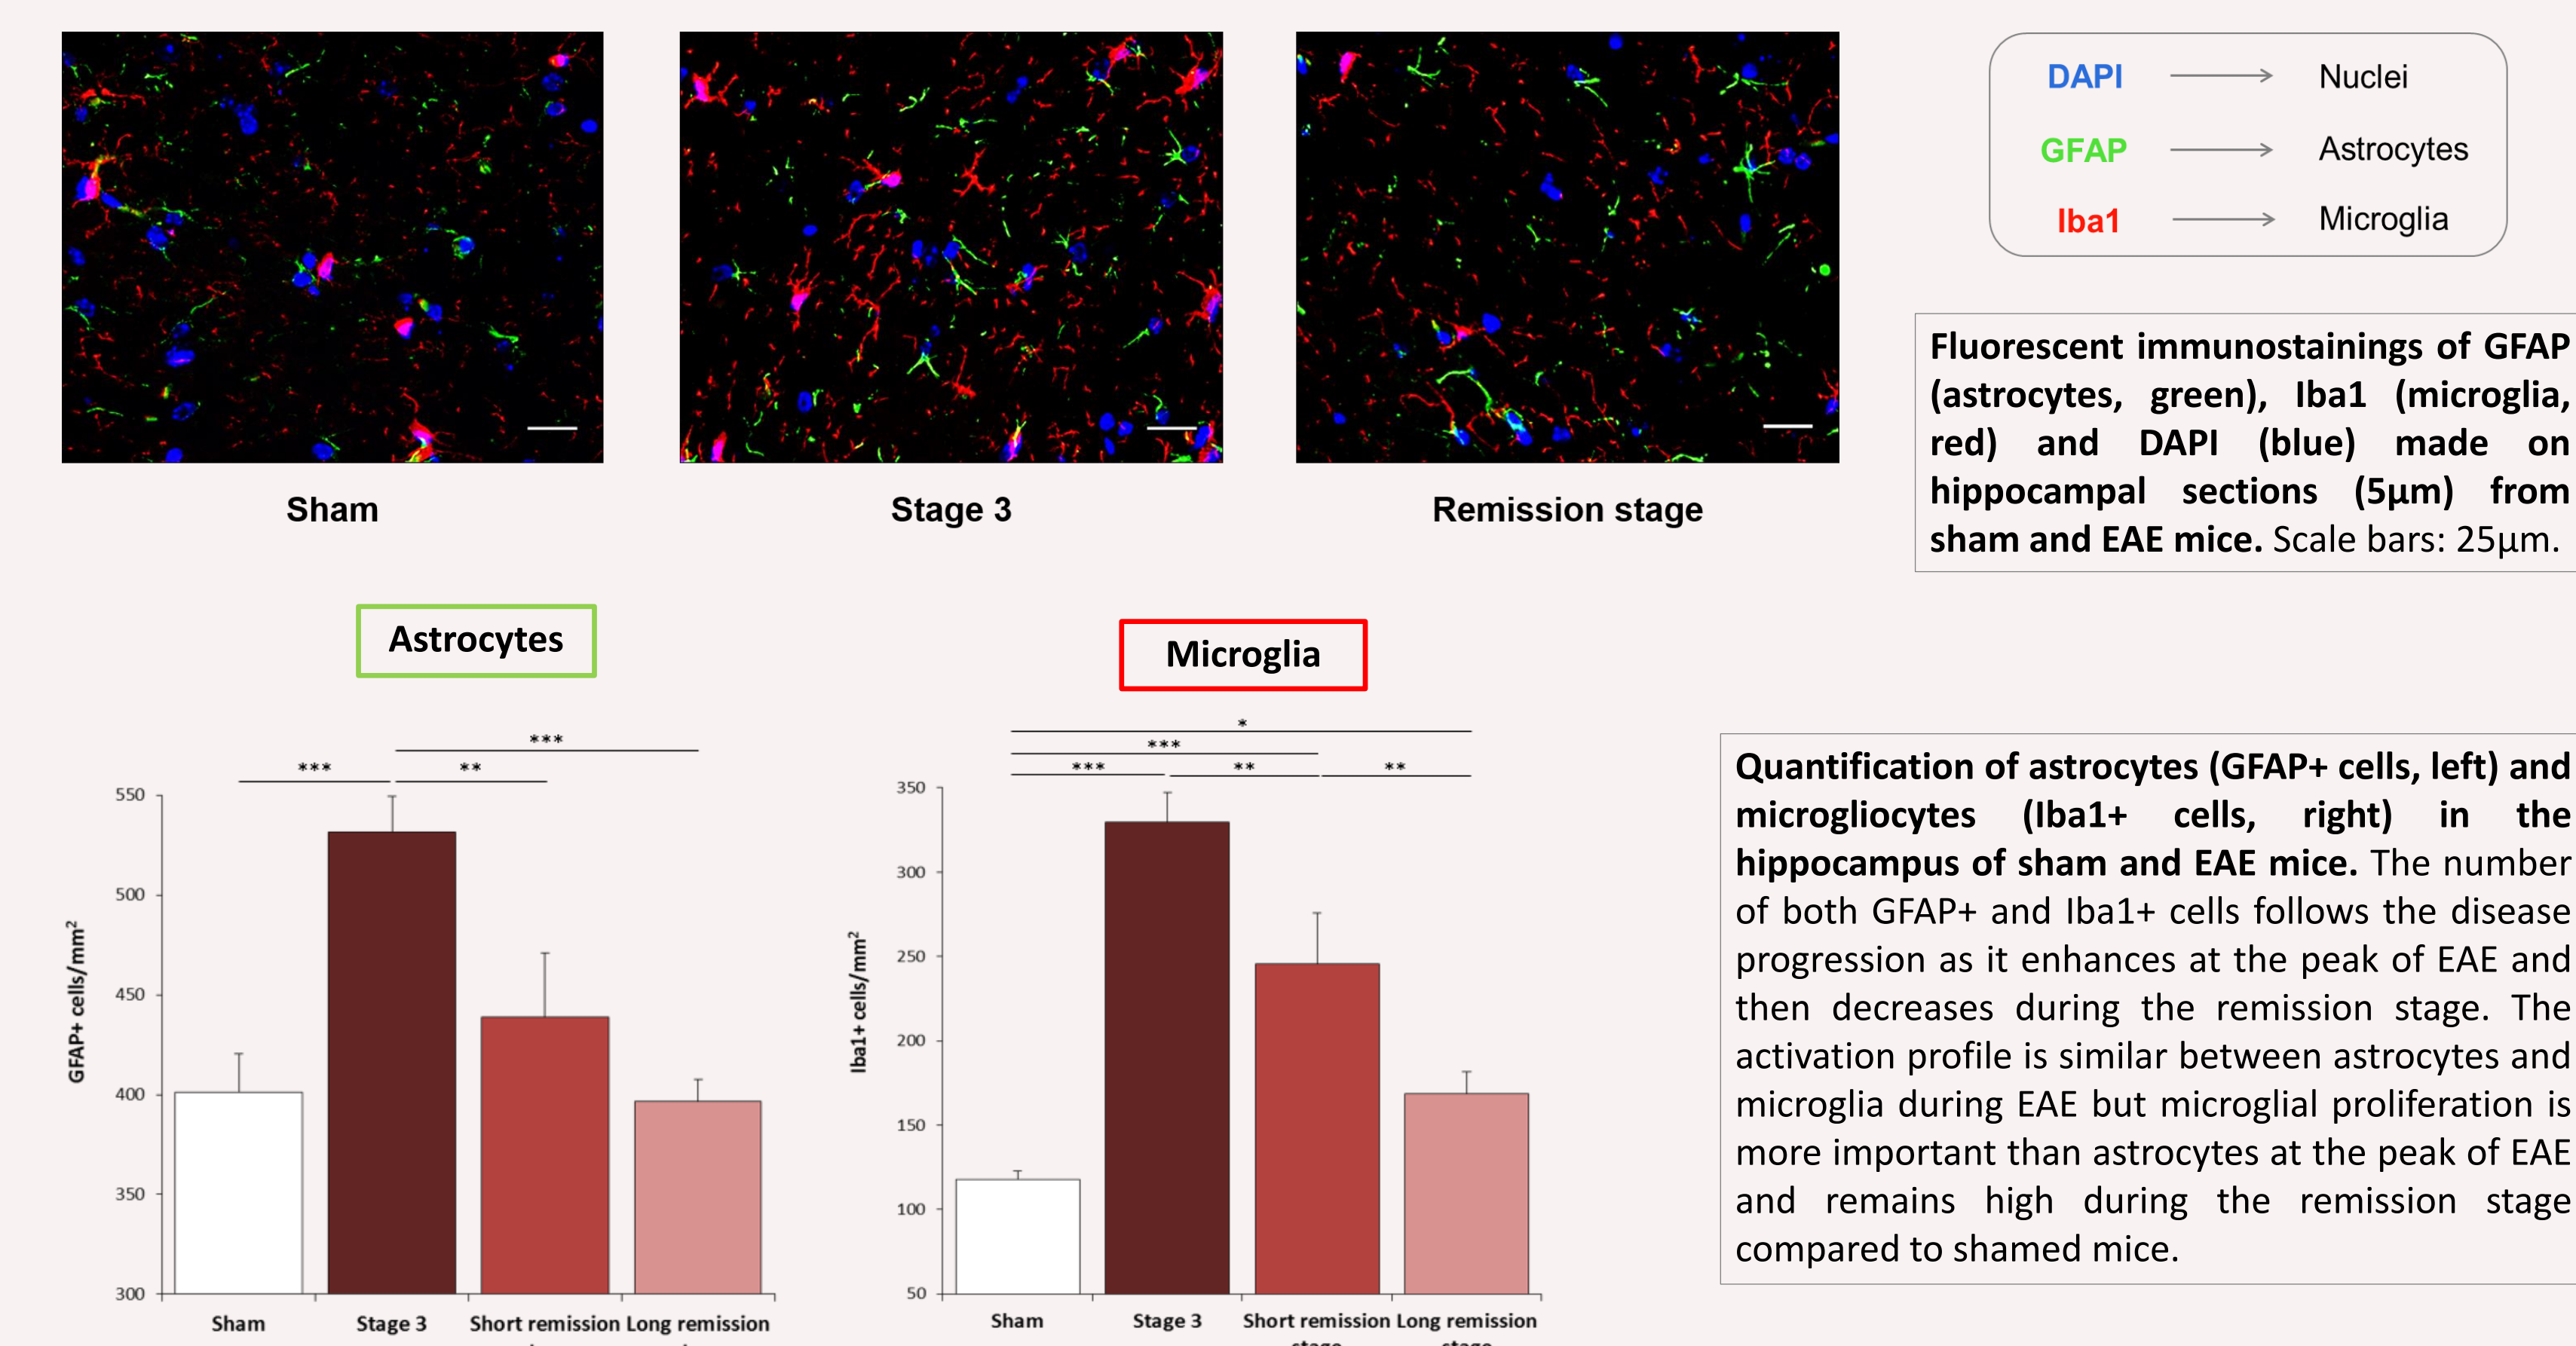 DAPI Nuclei
GFAP Astrocytes
Iba1 Microglia
Sham
Stage 3
Remission stage
Fluorescent immunostainings of GFAP
(astrocytes, green), Iba1 (microglia,
red) and DAPI (blue) made on
hippocampal sections (5µm) from
sham and EAE mice. Scale bars: 25µm.
Astrocytes
***
*** **
550
500
450
400
350
300
GFAP+ cells/mm²
Sham Stage 3 Short remission Long remission
Microglia
*
***
*** ** **
350
300
250
200
150
100
50
Iba1+ cells/mm²
Sham Stage 3 Short remission Long remission
stage stage
Quantification of astrocytes (GFAP+ cells, left) and
microgliocytes (Iba1+ cells, right) in the
hippocampus of sham and EAE mice. The number
of both GFAP+ and Iba1+ cells follows the disease
progression as it enhances at the peak of EAE and
then decreases during the remission stage. The
activation profile is similar between astrocytes and
microglia during EAE but microglial proliferation is
more important than astrocytes at the peak of EAE
and remains high during the remission stage
compared to shamed mice.